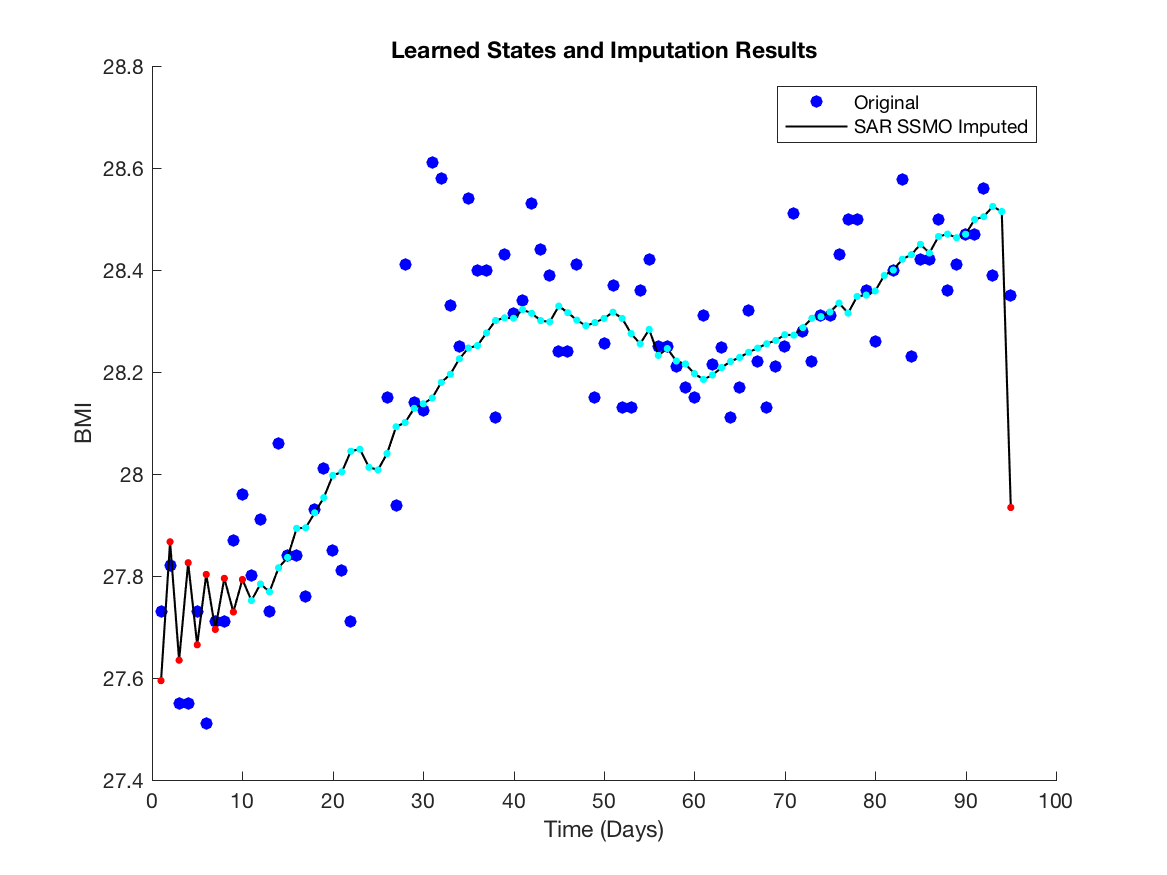 Learned States and Imputation Results
28.8
28.6
28.4
28.2
28
27.8
27.6
27.4
BMI
Original
SAR SSMO Imputed
0 10 20 30 40 50 60 70 80 90 100
Time (Days)